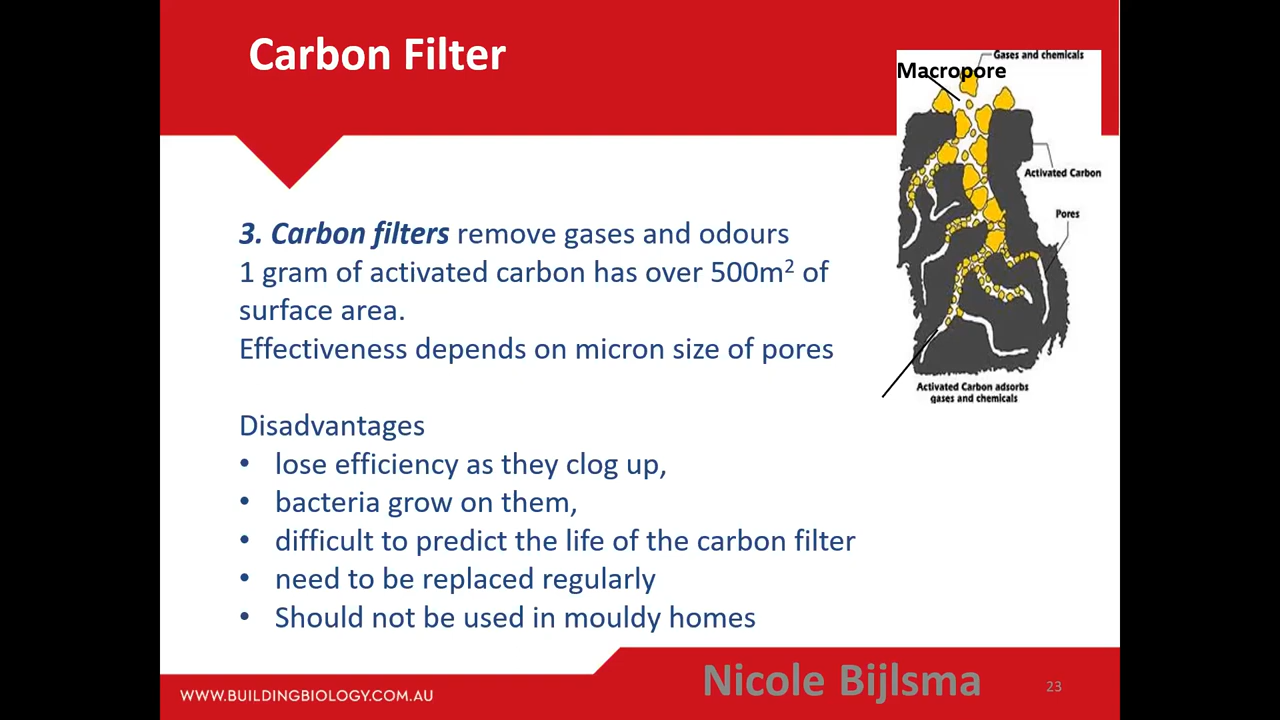 Carbon Filter
Gases and chemicals
Macropore
Activated Carbon
Pores
Activated Carbon adsorbs
gases and chemicals
3. Carbon filters remove gases and odours
1 gram of activated carbon has over 500m² of
surface area.
Effectiveness depends on micron size of pores
Disadvantages
• lose efficiency as they clog up,
• bacteria grow on them,
• difficult to predict the life of the carbon filter
• need to be replaced regularly
• Should not be used in mouldy homes
WWW.BUILDINGBIOLOGY.COM.AU
Nicole Bijlsma
23